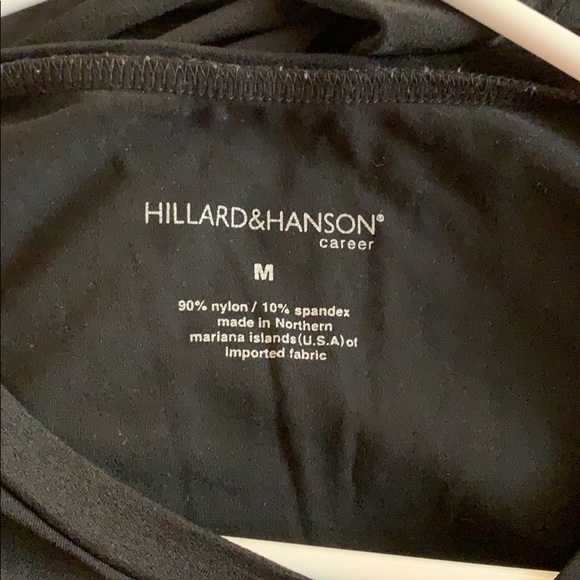 HILLARD&HANSON®
career
M
90% nylon / 10% spandex
made in Northern
mariana islands(U.S.A)of
imported fabric